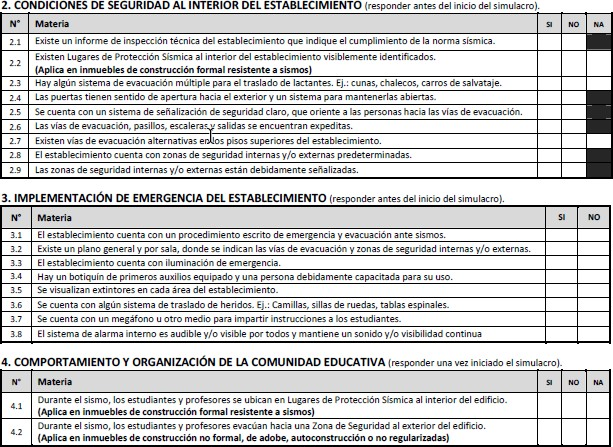 2. CONDICIONES DE SEGURIDAD AL INTERIOR DEL ESTABLECIMIENTO (responder antes del inicio del simulacro).
N° Materia SI NO NA
2.1 Existe un informe de inspección técnica del establecimiento que indique el cumplimiento de la norma sísmica.
2.2 Existen Lugares de Protección Sísmica al interior del establecimiento visiblemente identificados.
(Aplica en inmuebles de construcción formal resistente a sismos)
2.3 Hay algún sistema de evacuación múltiple para el traslado de lactantes. Ej.: cunas, chalecos, carros de salvataje.
2.4 Las puertas tienen sentido de apertura hacia el exterior y un sistema para mantenerlas abiertas.
2.5 Se cuenta con un sistema de señalización de seguridad claro, que oriente a las personas hacia las vías de evacuación.
2.6 Las vías de evacuación, pasillos, escaleras y salidas se encuentran expeditas.
2.7 Existen vías de evacuación alternativas en los pisos superiores del establecimiento.
2.8 El establecimiento cuenta con zonas de seguridad internas y/o externas predeterminadas.
2.9 Las zonas de seguridad internas y/o externas están debidamente señalizadas.
3. IMPLEMENTACIÓN DE EMERGENCIA DEL ESTABLECIMIENTO (responder antes del inicio del simulacro).
N° Materia SI NO
3.1 El establecimiento cuenta con un procedimiento escrito de emergencia y evacuación ante sismos.
3.2 Existe un plano general y por sala, donde se indican las vías de evacuación y zonas de seguridad internas y/o externas.
3.3 El establecimiento cuenta con iluminación de emergencia.
3.4 Hay un botiquín de primeros auxilios equipado y una persona debidamente capacitada para su uso.
3.5 Se visualizan extintores en cada área del establecimiento.
3.6 Se cuenta con algún sistema de traslado de heridos. Ej.: Camillas, sillas de ruedas, tablas espinales.
3.7 Se cuenta con un megáfono u otro medio para impartir instrucciones a los estudiantes.
3.8 El sistema de alarma interno es audible y/o visible por todos y mantiene un sonido y/o visibilidad continua
4. COMPORTAMIENTO Y ORGANIZACIÓN DE LA COMUNIDAD EDUCATIVA (responder una vez iniciado el simulacro).
N° Materia SI NO NA
4.1 Durante el sismo, los estudiantes y profesores se ubican en Lugares de Protección Sísmica al interior del edificio.
(Aplica en inmuebles de construcción formal resistente a sismos)
4.2 Durante el sismo, los estudiantes y profesores evacúan hacia una Zona de Seguridad al exterior del edificio.
(Aplica en inmuebles de construcción no formal, de adobe, autoconstrucción o no regularizadas)